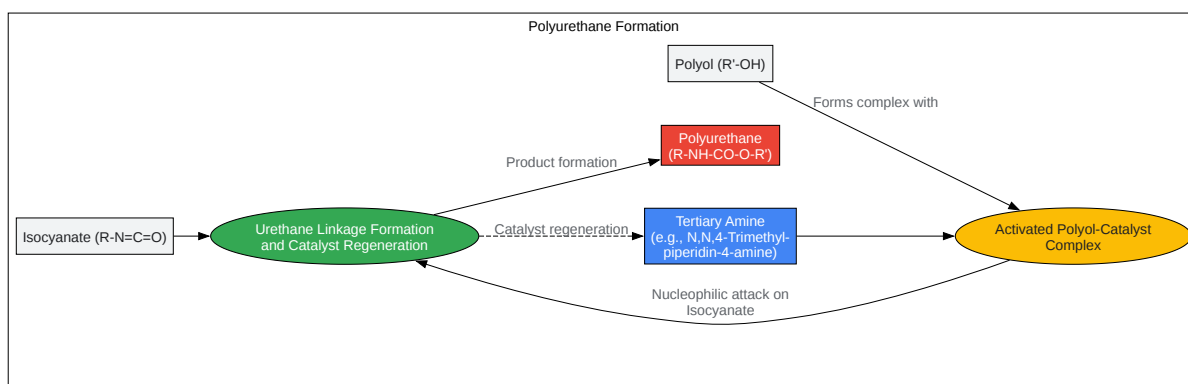 Polyurethane Formation
Polyol (R'-OH)
Forms complex with
Polyurethane
(R-NH-CO-O-R')
Product formation
Isocyanate (R-N=C=O)
Urethane Linkage Formation
and Catalyst Regeneration
Catalyst regeneration
Tertiary Amine
(e.g., N,N,4-Trimethyl-
piperidin-4-amine)
Activated Polyol-Catalyst
Complex
Nucleophilic attack on
Isocyanate